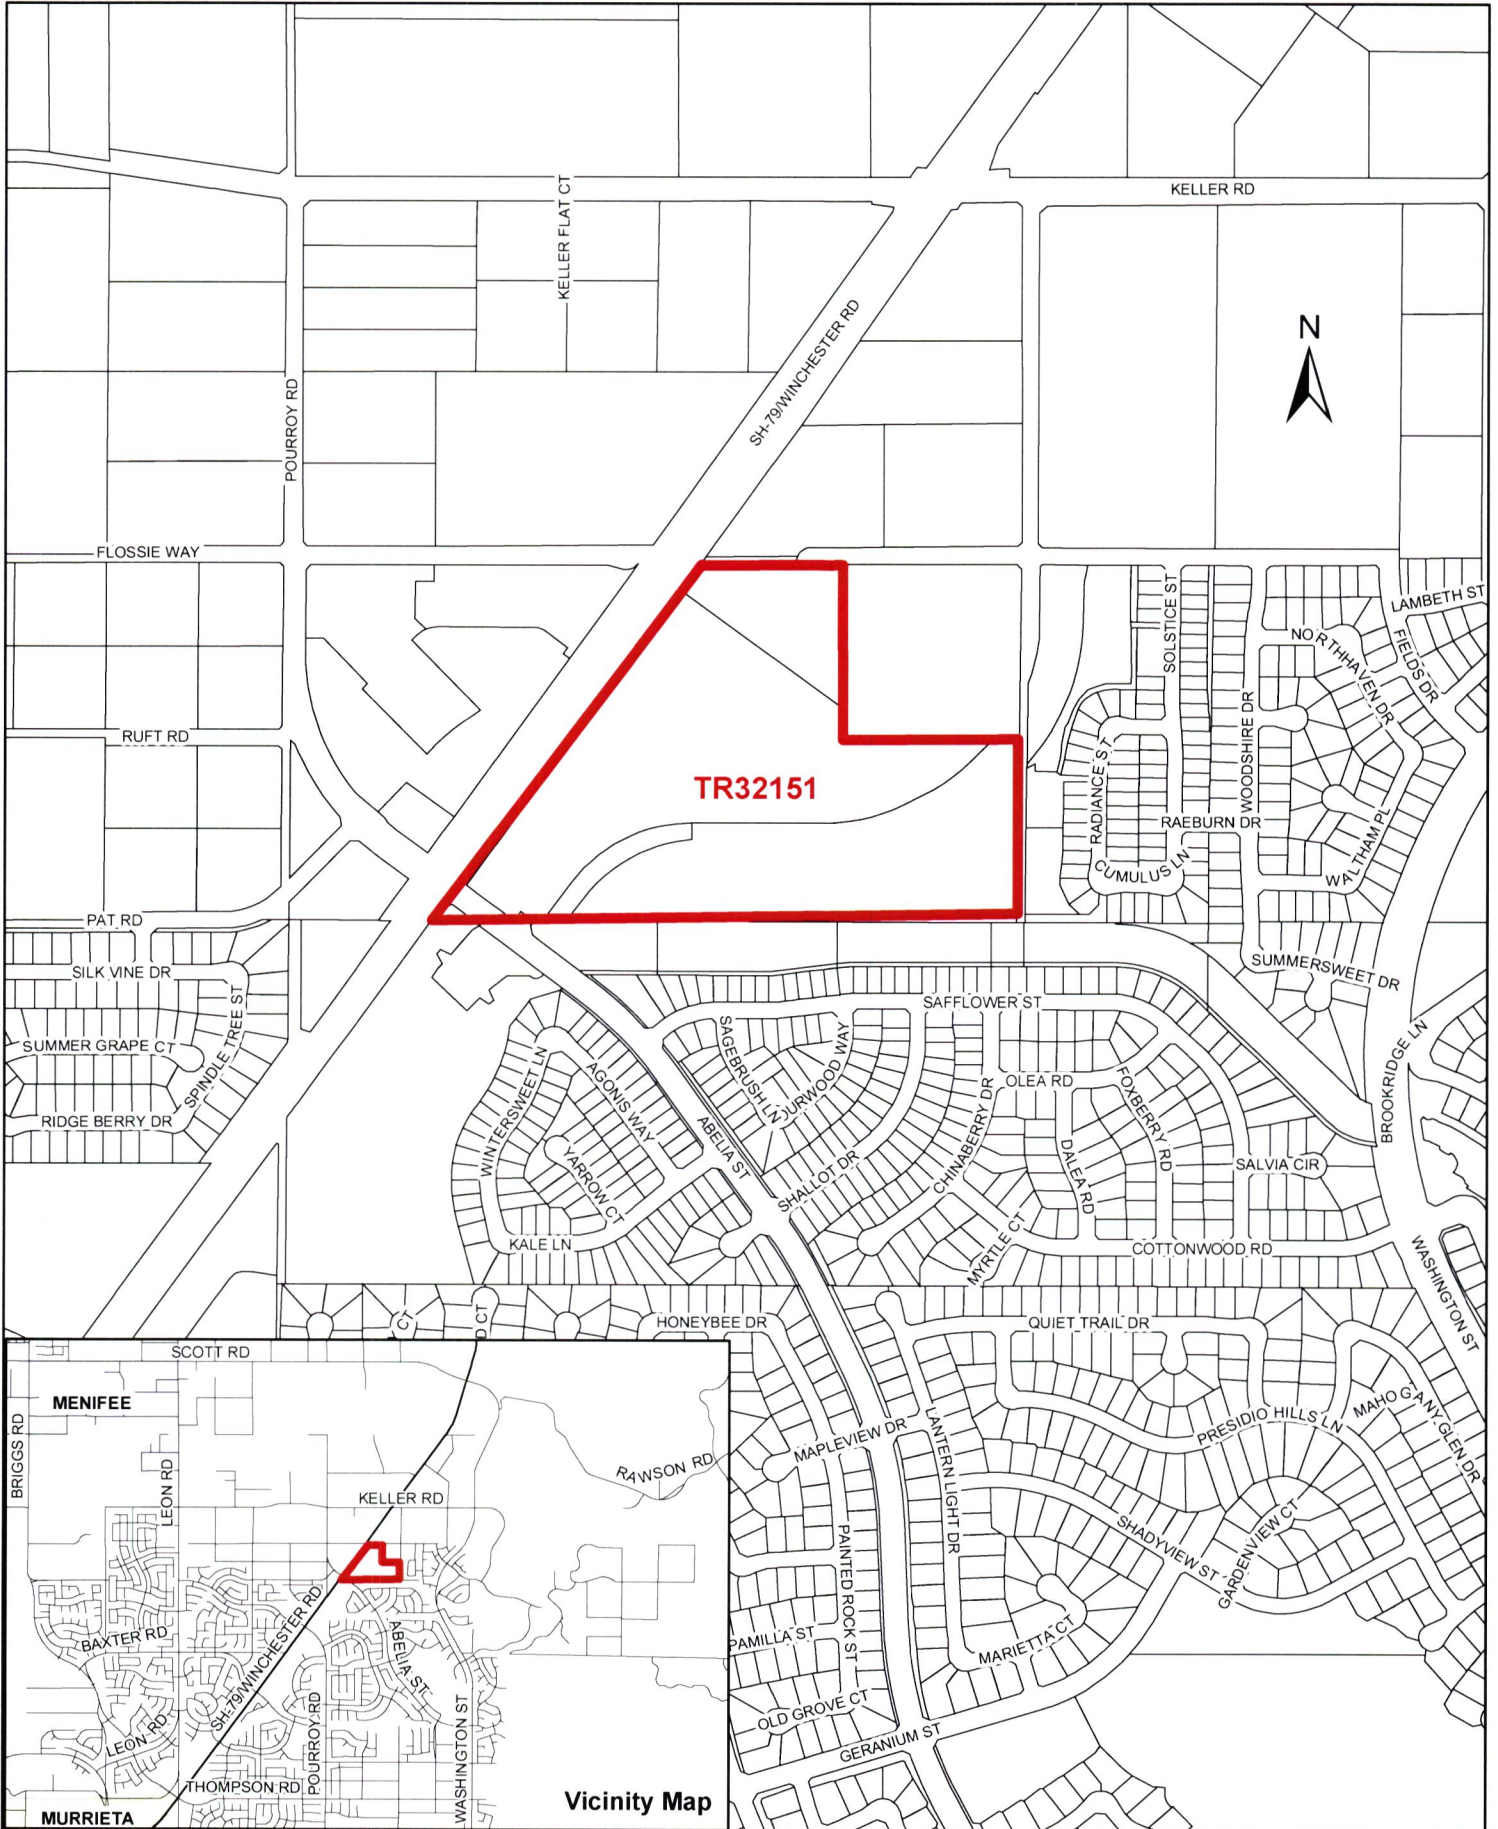 KELLER RD
KELLER FLAT CT
SH-79/WINCHESTER RD
N
POURROY RD
FLOSSIE WAY
SOLSTICE ST
LAMBETH ST
NORTHHAVEN DR
FIELDS DR
RUFT RD
WOODSHIRE DR
RADIANCE ST
TR32151
RAEBURN DR
CUMULUS LN
WALTHAM PL
PAT RD
SILK VINE DR
SUMMERSWEET DR
SAFFLOWER ST
SPINDLE TREE ST
SUMMER GRAPE CT
SAGEBRUSH LN
OURWOOD WAY
WINTERSWEET LN
AGONIS WAY
OLEA RD
FOXBERRY RD
BROOKRIDGE LN
RIDGE BERRY DR
ABELIA ST
CHINABERRY DR
DALEA RD
YARROW CT
SHALLOT DR
SALVIA CIR
KALE LN
MYRTLE CT
COTTONWOOD RD
WASHINGTON ST
CT
D CT
HONEYBEE DR
QUIET TRAIL DR
MAPLEVIEW DR
LANTERN LIGHT DR
PRESIDIO HILLS LN
MAHOGANY GLEN DR
PAINTED ROCK ST
SHADYVIEW ST
GARDENVIEW CT
PAMILLA ST
MARIETTA CT
OLD GROVE CT
GERANIUM ST
SCOTT RD
MENIFEE
BRIGGS RD
LEON RD
RAWSON RD
KELLER RD
BAXTER RD
SH-79/WINCHESTER RD
ABELIA ST
LEON RD
POURROY RD
WASHINGTON ST
THOMPSON RD
Vicinity Map
MURRIETA